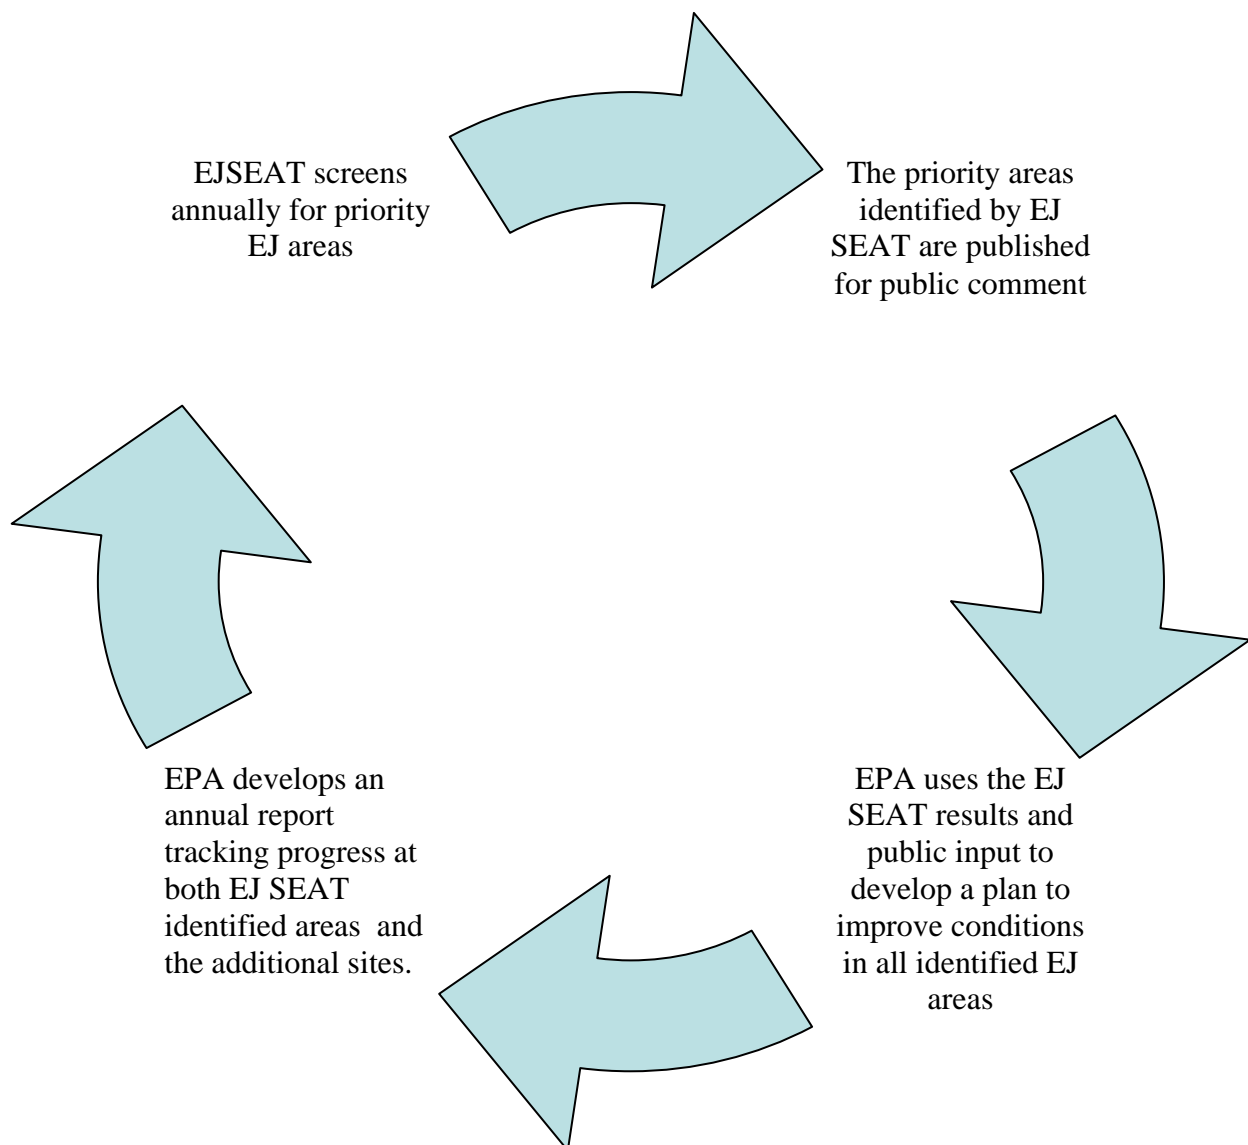 EJSEAT screens
annually for priority
EJ areas
The priority areas
identified by EJ
SEAT are published
for public comment
EPA uses the EJ
SEAT results and
public input to
develop a plan to
improve conditions
in all identified EJ
areas
EPA develops an
annual report
tracking progress at
both EJ SEAT
identified areas  and
the additional sites.